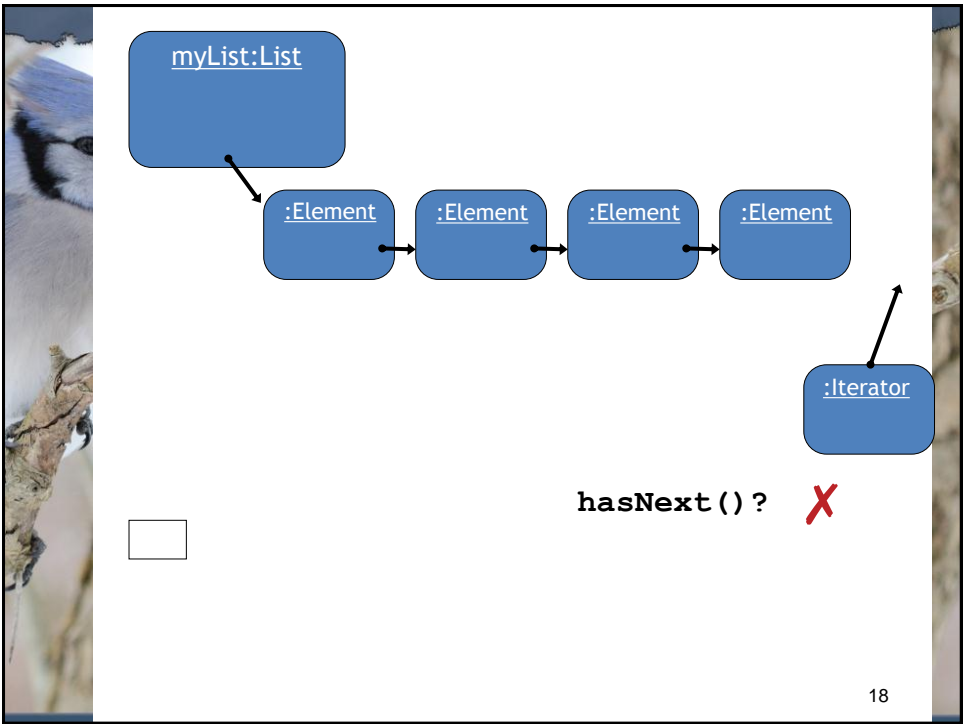 myList:List
:Element
:Element
:Element
:Element
:Iterator
hasNext()? ✗
18